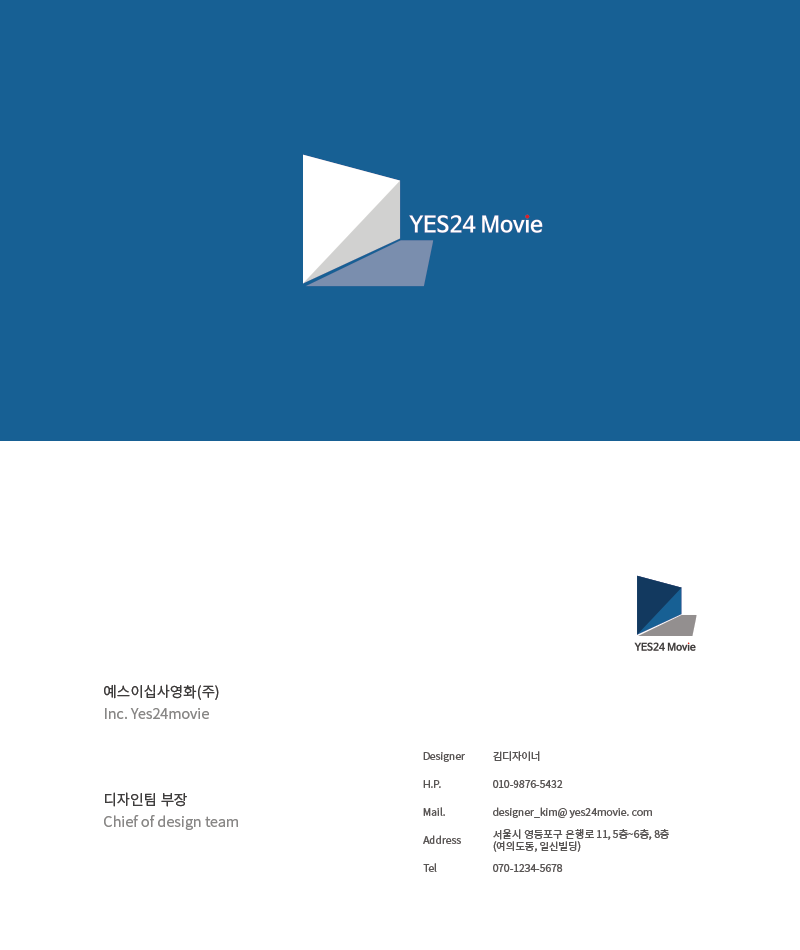 YES24 Movie
YES24 Movie
예스이십사영화(주)
Inc. Yes24movie
디자인팀 부장
Chief of design team
Designer 김디자이너
H.P. 010-9876-5432
Mail. designer_kim@ yes24movie. com
Address 서울시 영등포구 은행로 11, 5층~6층, 8층
(여의도동, 일신빌딩)
Tel 070-1234-5678